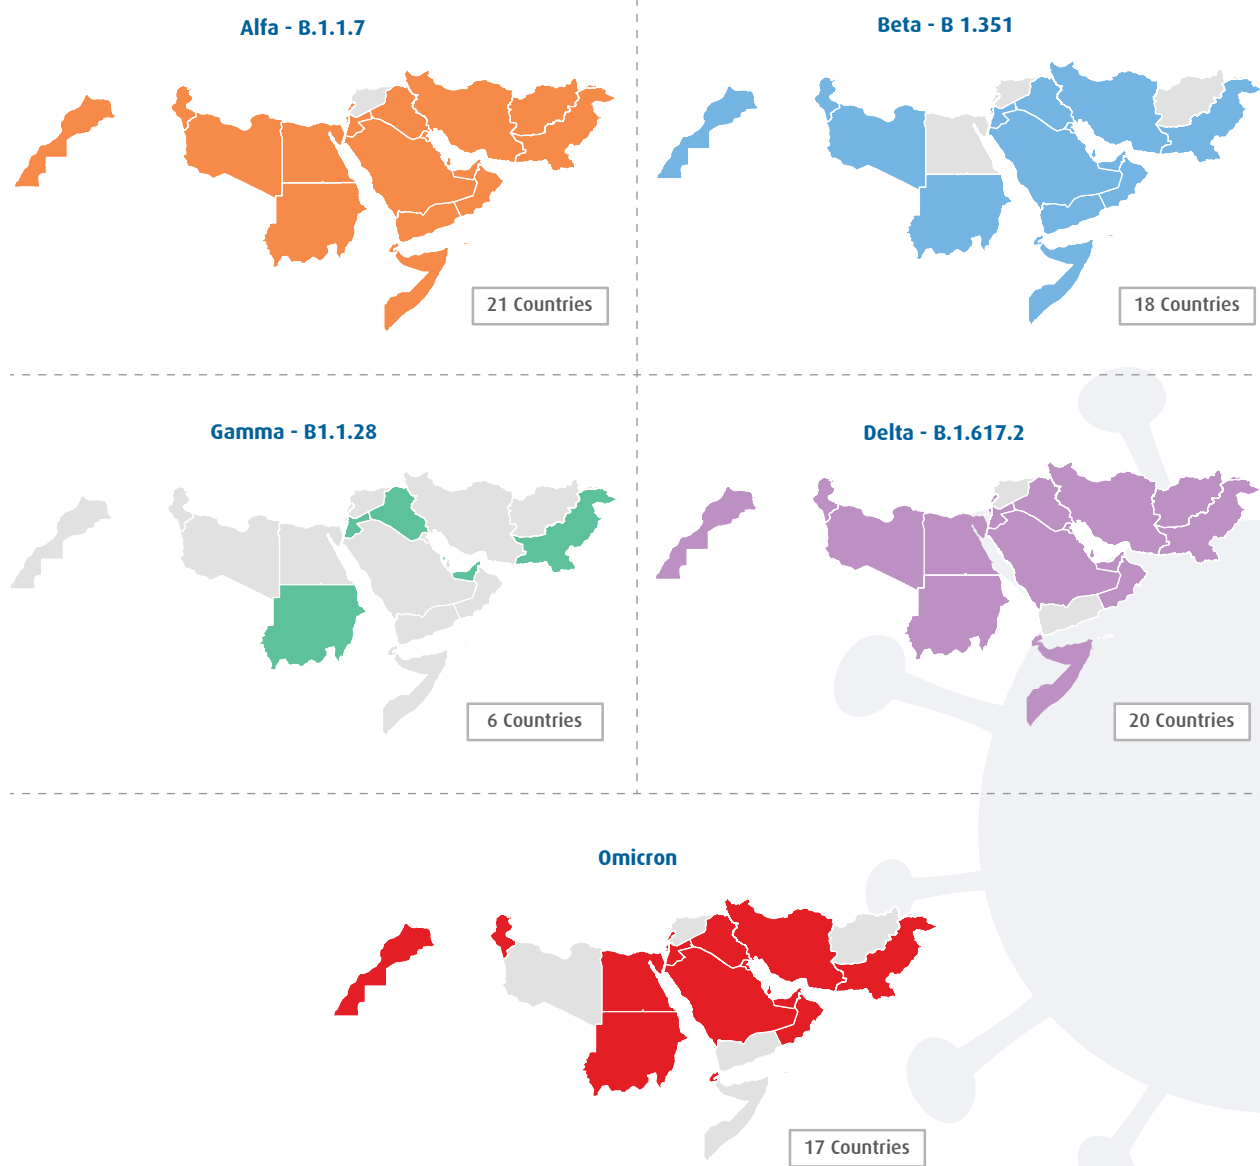 Alfa - B.1.1.7
Beta - B 1.351
21 Countries
18 Countries
Gamma - B1.1.28
Delta - B.1.617.2
6 Countries
20 Countries
Omicron
17 Countries